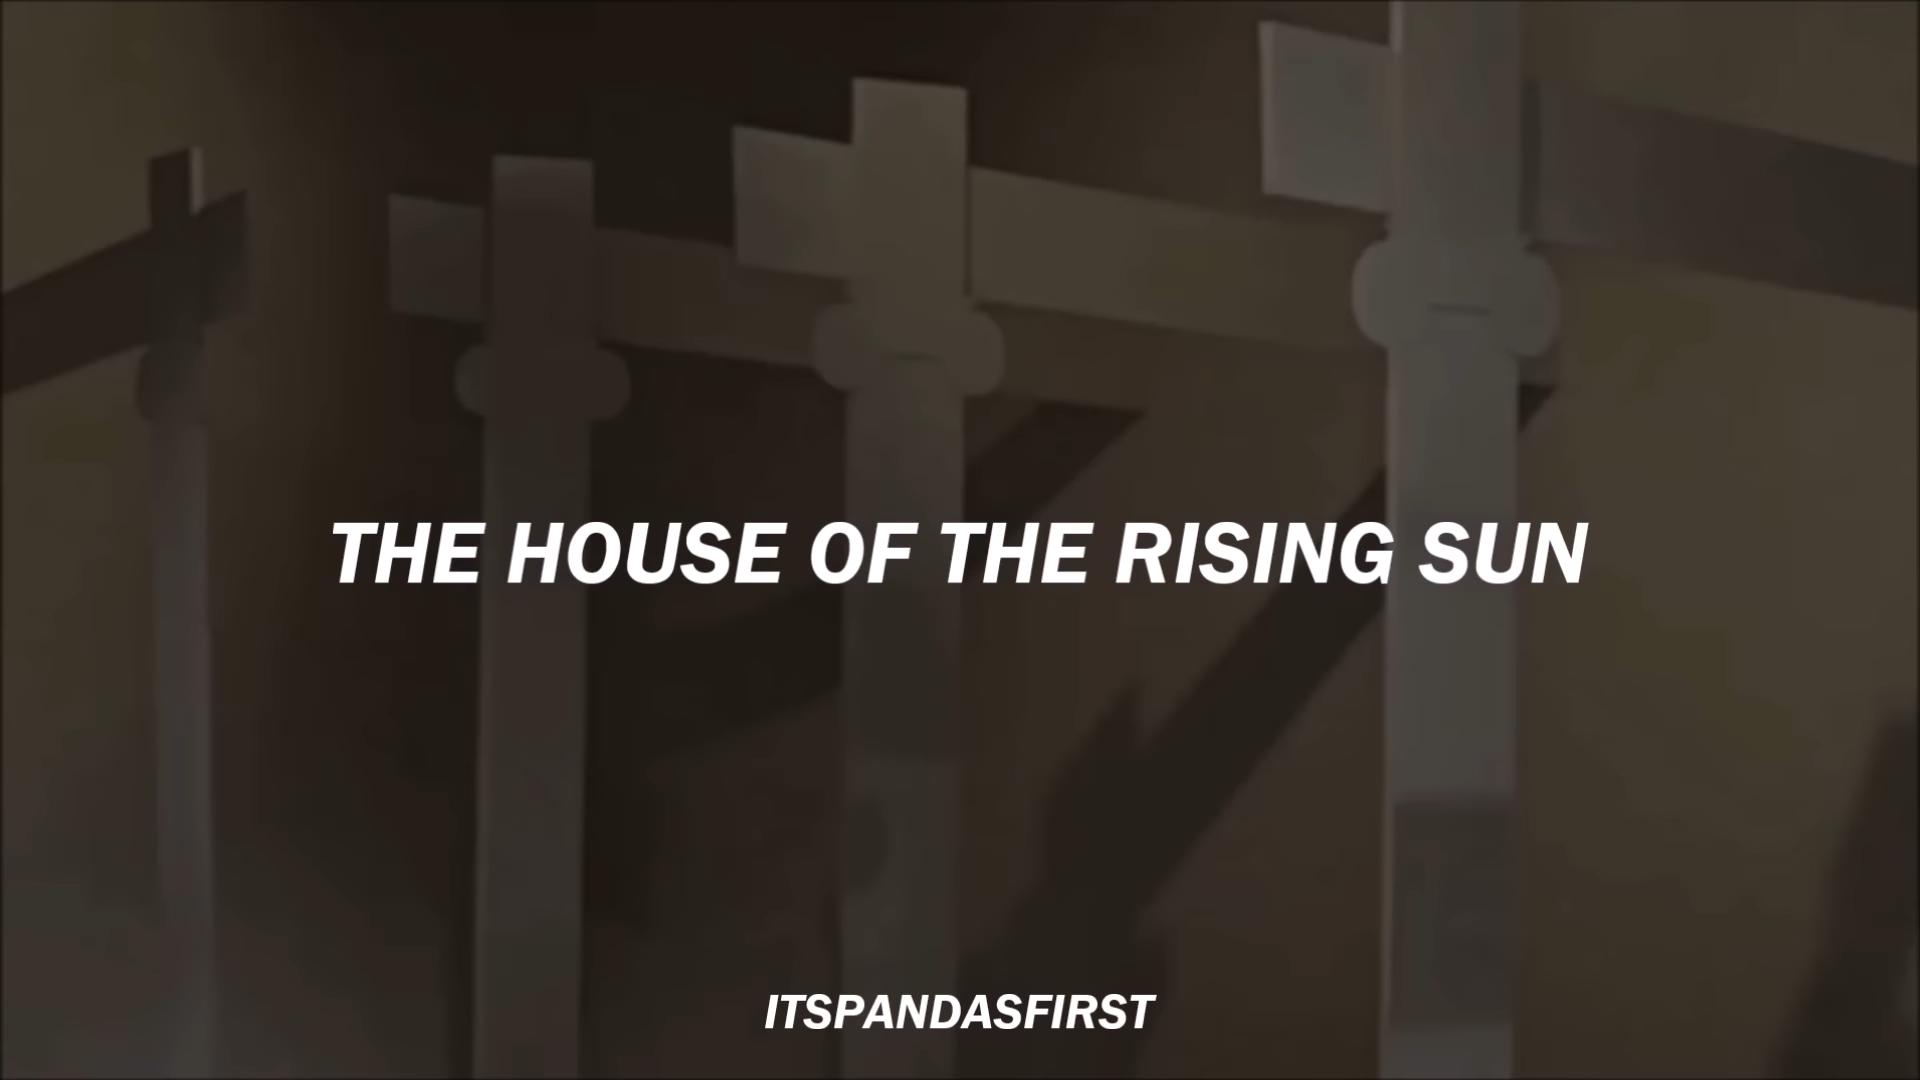 THE HOUSE OF THE RISING SUN
ITSPANDASFIRST